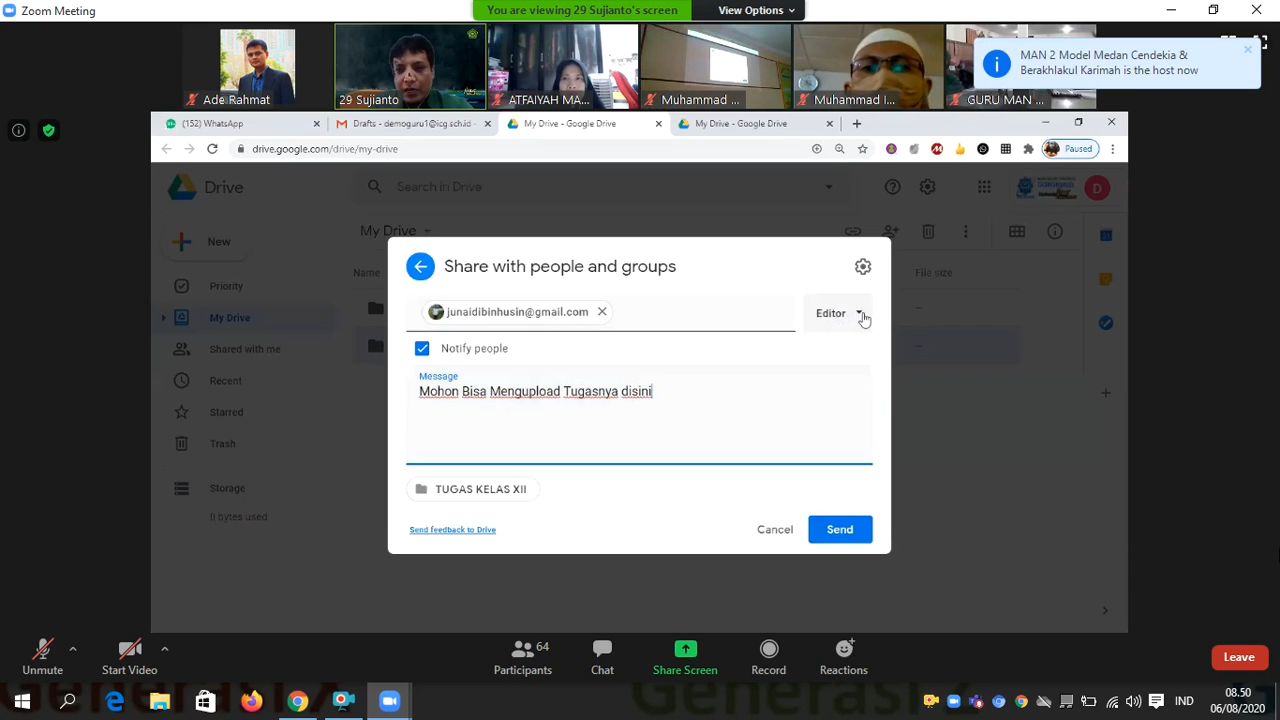 Zoom Meeting
You are viewing 29 Sujianto's screen
View Options
Ade Rahmat
29 Sujianto
ATFAIYAH MA...
Muhammad ...
Muhammad I...
GURU MAN ...
MAN 2 Model Medan Cendekia &
Berakhlakul Karimah is the host now
(152) WhatsApp
Drafts - demoguru1@icg.sch.id -
My Drive - Google Drive
My Drive - Google Drive
drive.google.com/drive/my-drive
Paused
Drive
Search in Drive
D
New
My Drive
Name
File size
Priority
My Drive
Shared with me
Recent
Starred
Trash
Storage
0 bytes used
Share with people and groups
junaidibinhusin@gmail.com
Editor
Notify people
Message
Mohon Bisa Mengupload Tugasnya disini
TUGAS KELAS XII
Send feedback to Drive
Cancel
Send
Unmute
Start Video
Participants
64
Chat
Share Screen
Record
Reactions
Leave
IND
08.50
06/08/2020